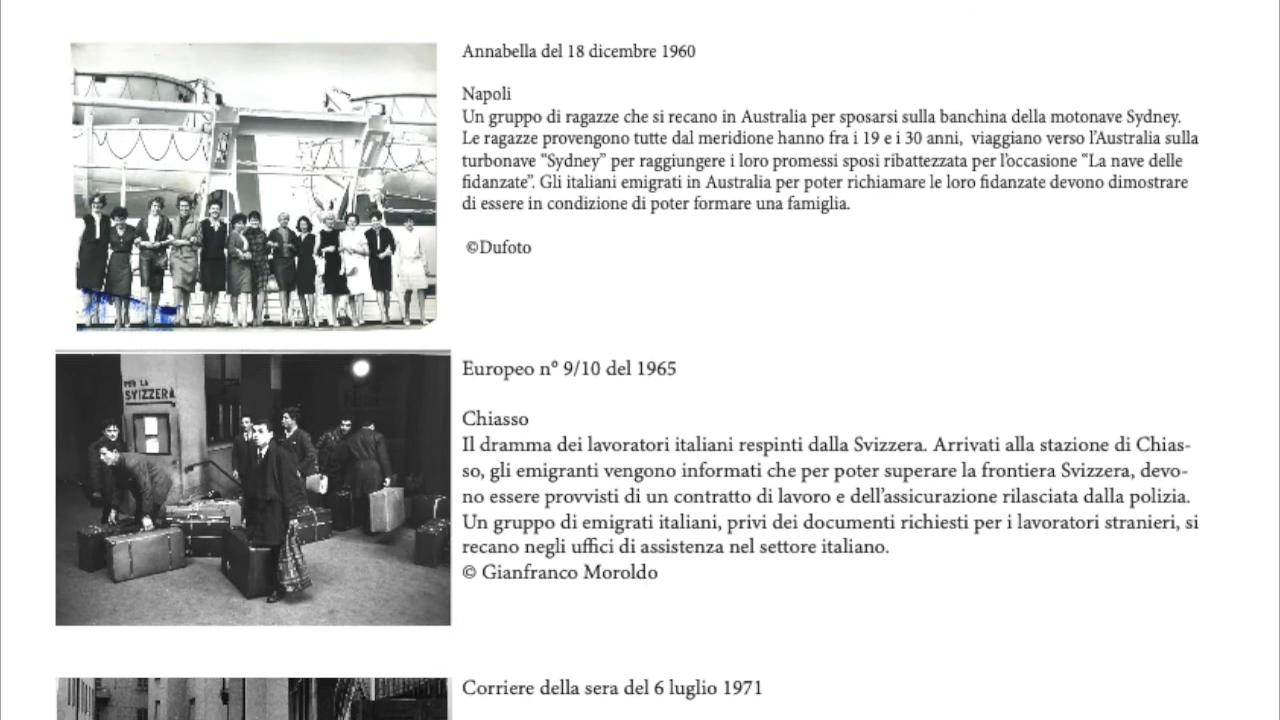 Annabella del 18 dicembre 1960
Napoli
Un gruppo di ragazze che si recano in Australia per sposarsi sulla banchina della motonave Sydney.
Le ragazze provengono tutte dal meridione hanno fra i 19 e i 30 anni,  viaggiano verso l’Australia sulla
turbonave “Sydney” per raggiungere i loro promessi sposi ribattezzata per l’occasione “La nave delle
fidanzate”. Gli italiani emigrati in Australia per poter richiamare le loro fidanzate devono dimostrare
di essere in condizione di poter formare una famiglia.
©Dufoto
PER LA
SVIZZERA
Europeo n° 9/10 del 1965
Chiasso
Il dramma dei lavoratori italiani respinti dalla Svizzera. Arrivati alla stazione di Chias-
so, gli emigranti vengono informati che per poter superare la frontiera Svizzera, devo-
no essere provvisti di un contratto di lavoro e dell’assicurazione rilasciata dalla polizia.
Un gruppo di emigrati italiani, privi dei documenti richiesti per i lavoratori stranieri, si
recano negli uffici di assistenza nel settore italiano.
© Gianfranco Moroldo
Corriere della sera del 6 luglio 1971